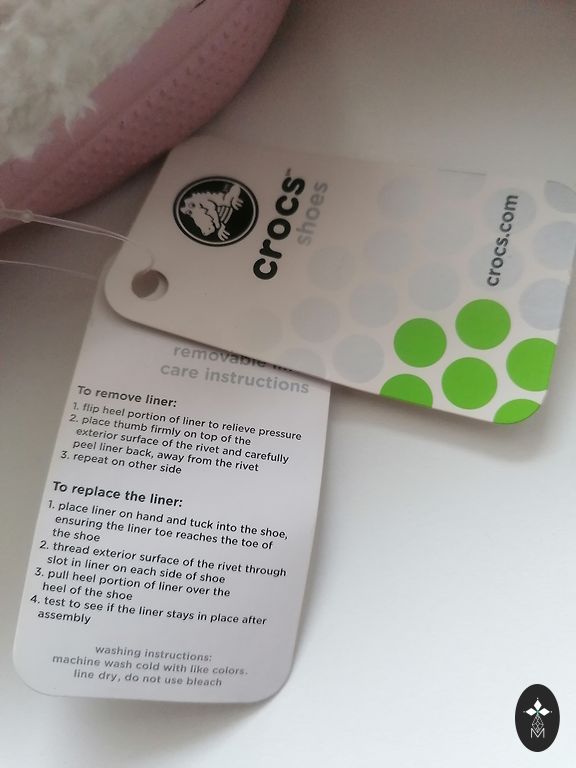 crocs™
shoes
crocs.com
removable
care instructions
To remove liner:
1. flip heel portion of liner to relieve pressure
2. place thumb firmly on top of the
exterior surface of the rivet and carefully
peel liner back, away from the rivet
3. repeat on other side
To replace the liner:
1. place liner on hand and tuck into the shoe,
ensuring the liner toe reaches the toe of
the shoe
2. thread exterior surface of the rivet through
slot in liner on each side of shoe
3. pull heel portion of liner over the
heel of the shoe
4. test to see if the liner stays in place after
assembly
washing instructions:
machine wash cold with like colors.
line dry, do not use bleach
M